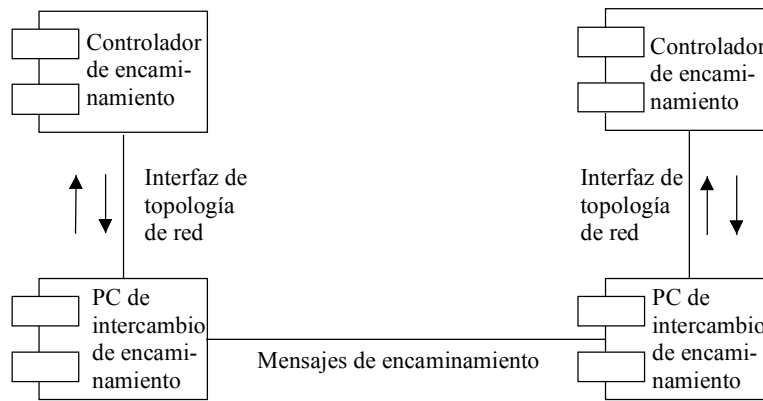 Controlador
de encami-
namiento
Controlador
de encami-
namiento
Interfaz de
topología
de red
Interfaz de
topología
de red
PC de
intercambio
de encami-
namiento
PC de
intercambio
de encami-
namiento
Mensajes de encaminamiento